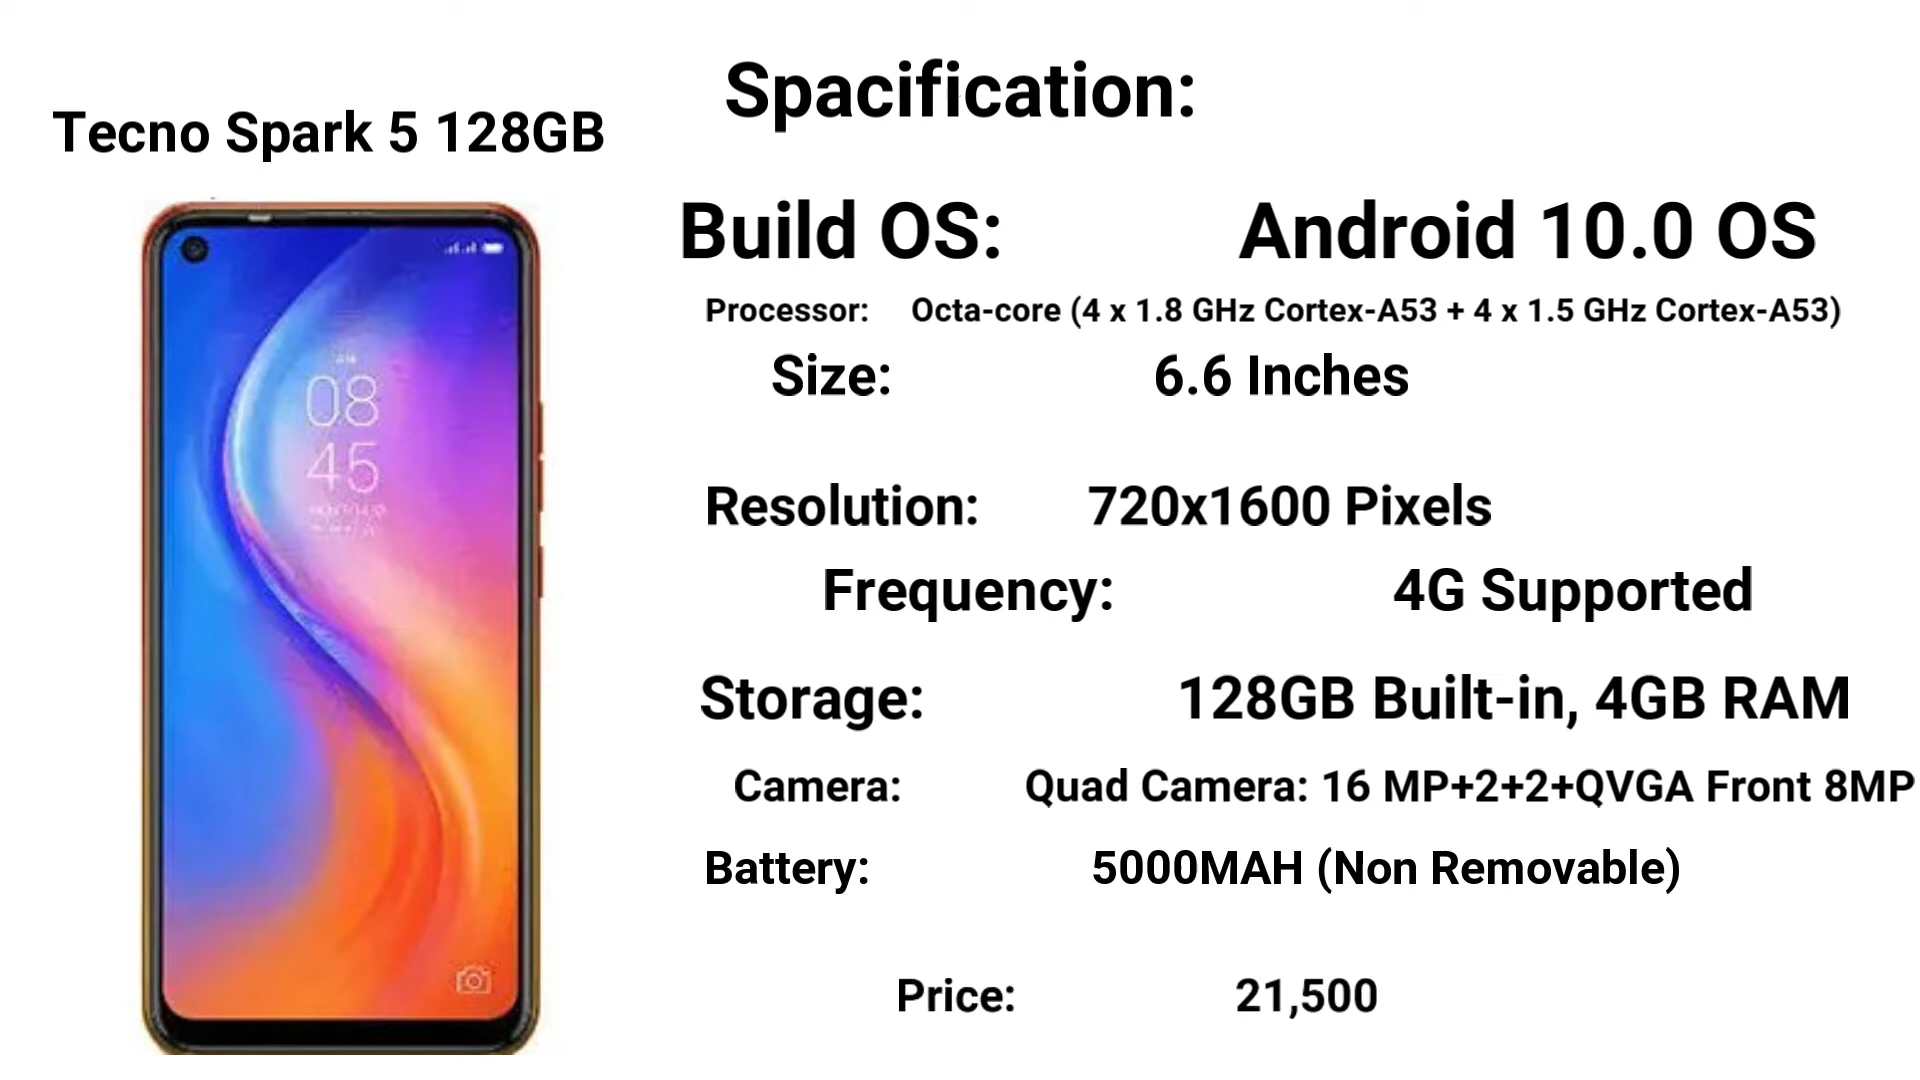 Spacification:
Tecno Spark 5 128GB
Build OS: Android 10.0 OS
Processor: Octa-core (4 x 1.8 GHz Cortex-A53 + 4 x 1.5 GHz Cortex-A53)
Size: 6.6 Inches
08
45
Resolution: 720x1600 Pixels
Frequency: 4G Supported
Storage: 128GB Built-in, 4GB RAM
Camera: Quad Camera: 16 MP+2+2+QVGA Front 8MP
Battery: 5000MAH (Non Removable)
Price: 21,500